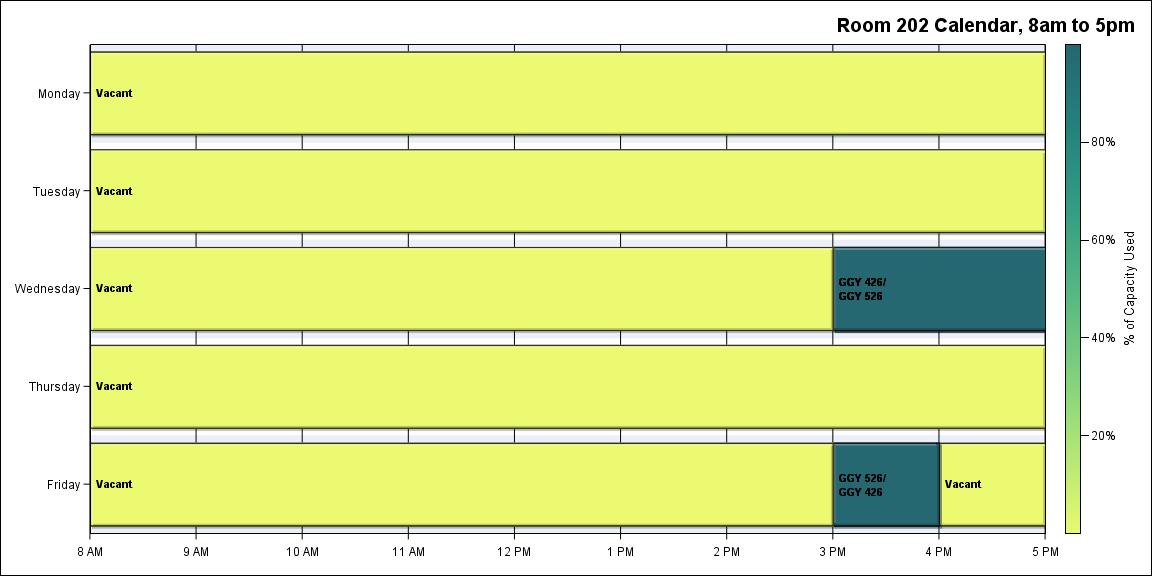 Room 202 Calendar, 8am to 5pm
Monday
Vacant
Tuesday
Vacant
Wednesday
Vacant
GGY 426/
GGY 526
Thursday
Vacant
Friday
Vacant
GGY 526/
GGY 426
Vacant
8 AM 9 AM 10 AM 11 AM 12 PM 1 PM 2 PM 3 PM 4 PM 5 PM
80%
60%
40%
20%
% of Capacity Used